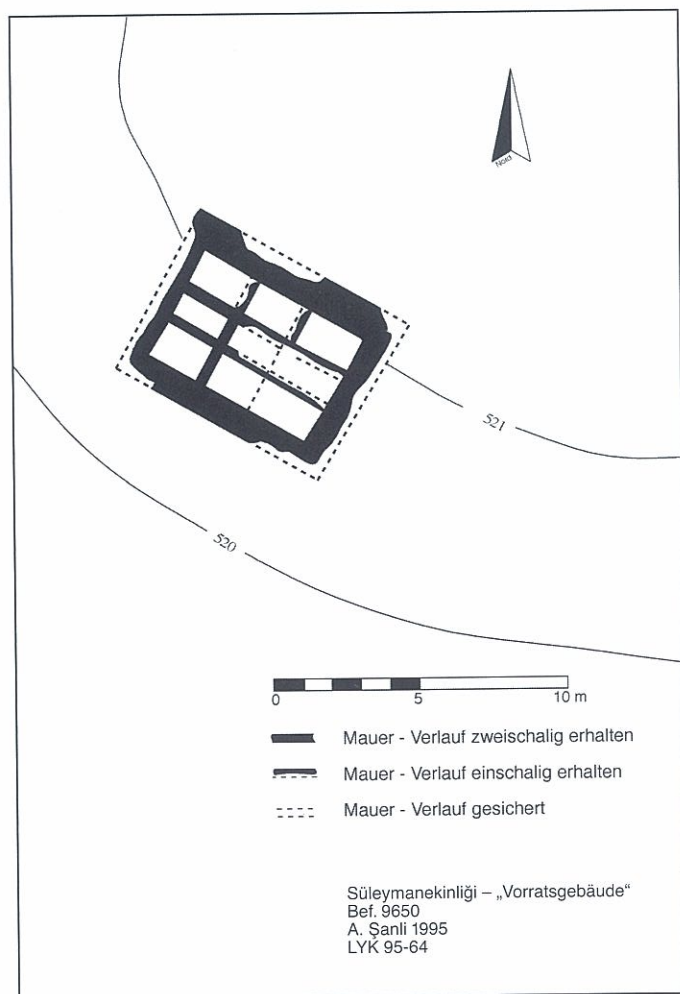 Nord
521
520
0 5 10 m
Mauer - Verlauf zweischalig erhalten
Mauer - Verlauf einschalig erhalten
Mauer - Verlauf gesichert
Süleymanekinliği – „Vorratsgebäude“
Bef. 9650
A. Şanli 1995
LYK 95-64